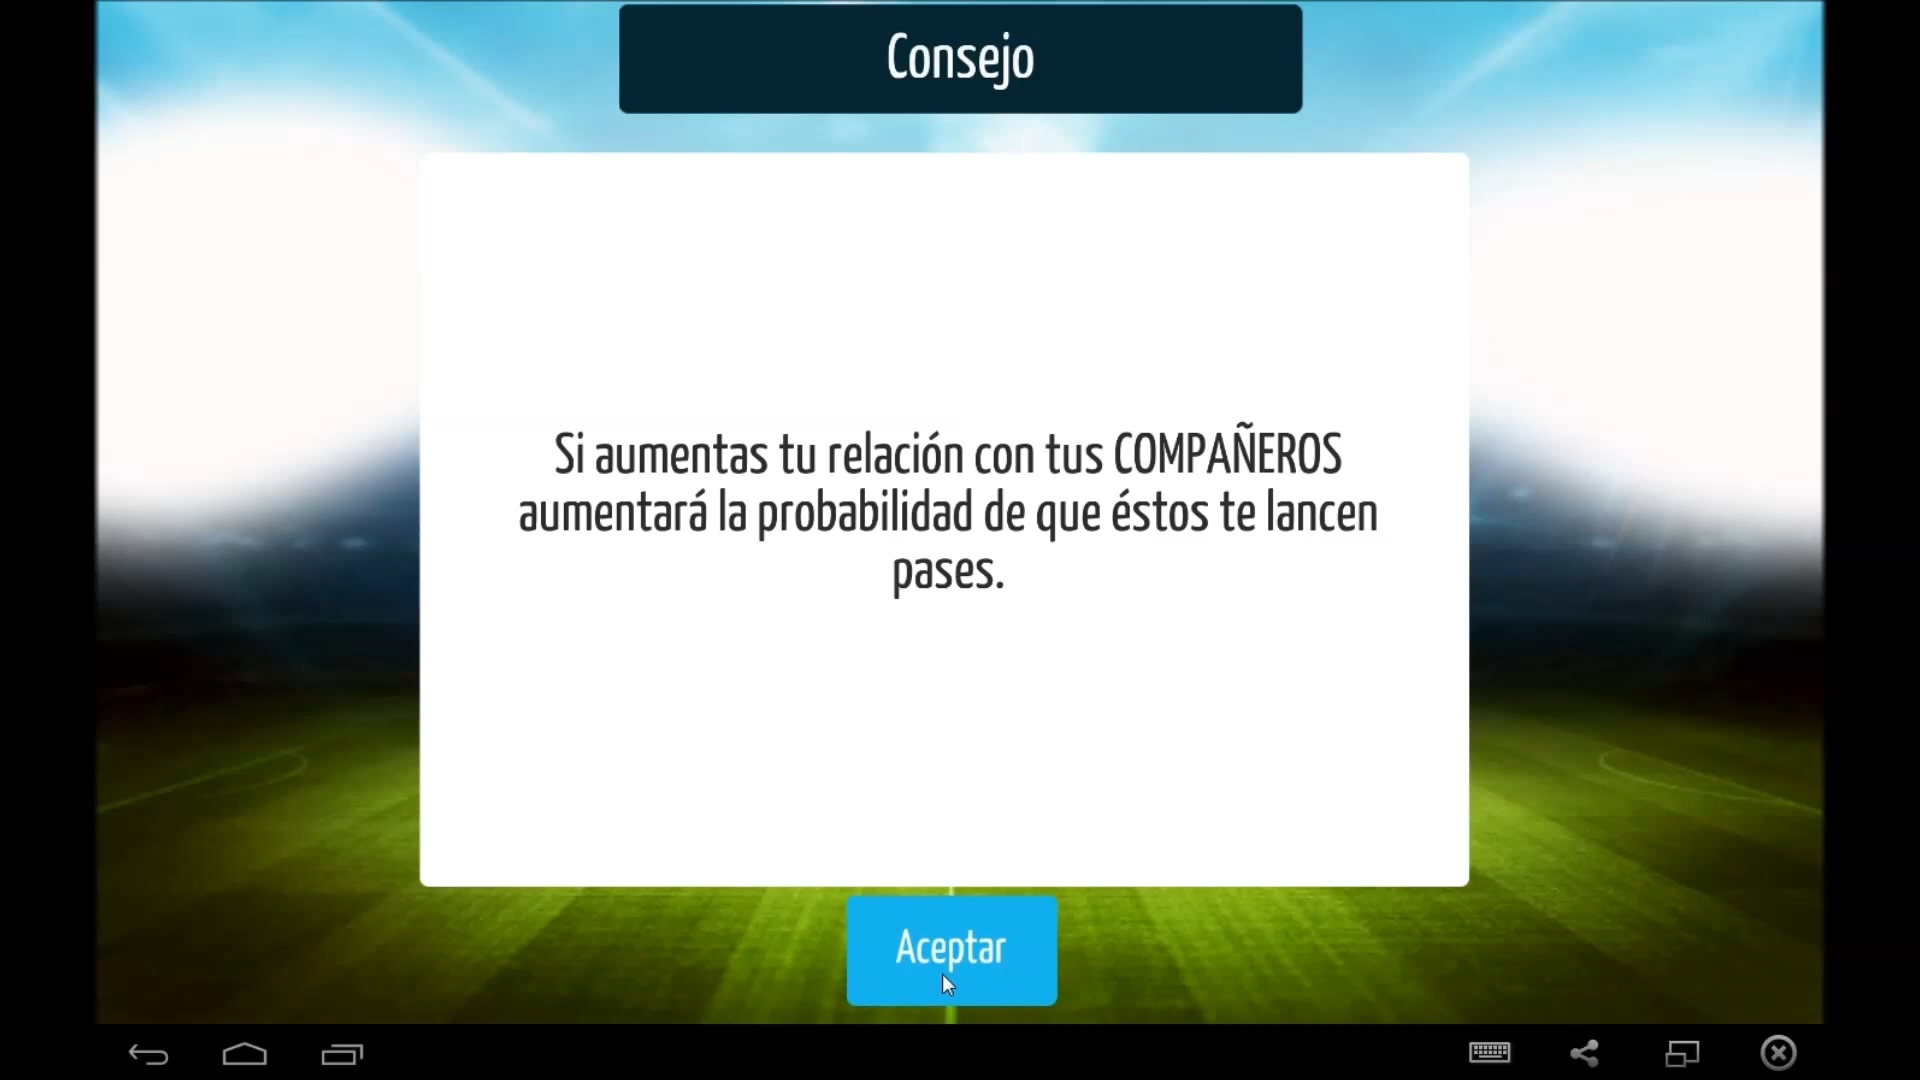 Consejo
Si aumentas tu relación con tus COMPAÑEROS
aumentará la probabilidad de que éstos te lancen
pases.
Aceptar